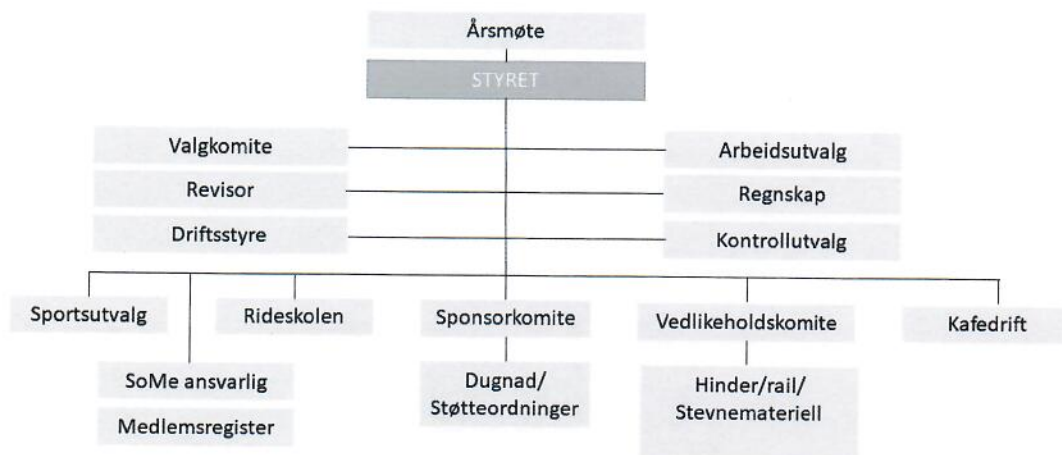 Årsmøte
STYRET
Valgkomite
Arbeidsutvalg
Revisor
Regnskap
Driftsstyre
Kontrollutvalg
Sportsutvalg
Rideskolen
Sponsorkomite
Vedlikeholdskomite
Kafedrift
SoMe ansvarlig
Medlemsregister
Dugnad/
Støtteordninger
Hinder/rail/
Stevnemateriell